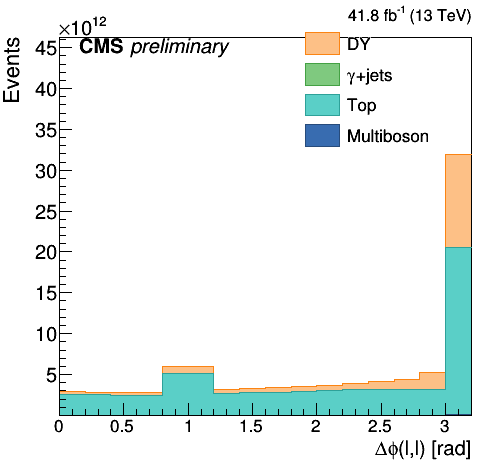 41.8 fb⁻¹ (13 TeV)
×10¹²
CMS preliminary
Events
DY
γ+jets
Top
Multiboson
45
40
35
30
25
20
15
10
5
0 0.5 1 1.5 2 2.5 3
Δϕ(l,l) [rad]